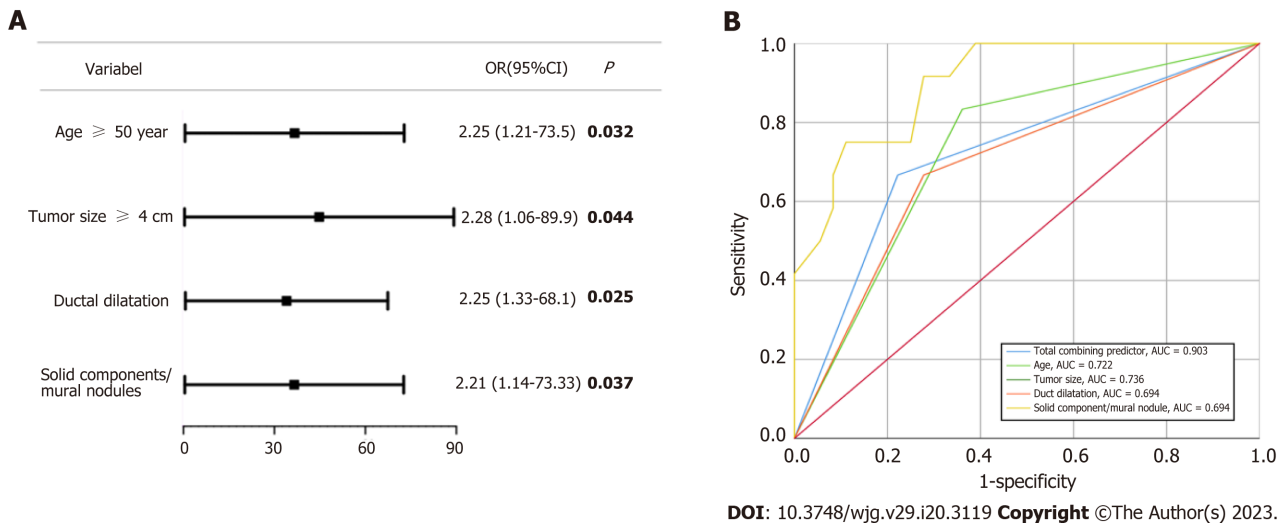 A
Variabel OR(95%CI) P
Age ≥ 50 year 2.25 (1.21-73.5) 0.032
Tumor size ≥ 4 cm 2.28 (1.06-89.9) 0.044
Ductal dilatation 2.25 (1.33-68.1) 0.025
Solid components/
mural nodules 2.21 (1.14-73.33) 0.037
0 30 60 90
B
1.0
0.8
0.6
0.4
0.2
0.0
Sensitivity
Total combining predictor, AUC = 0.903
Age, AUC = 0.722
Tumor size, AUC = 0.736
Duct dilatation, AUC = 0.694
Solid component/mural nodule, AUC = 0.694
0.0 0.2 0.4 0.6 0.8 1.0
1-specificity
DOI: 10.3748/wjg.v29.i20.3119 Copyright ©The Author(s) 2023.